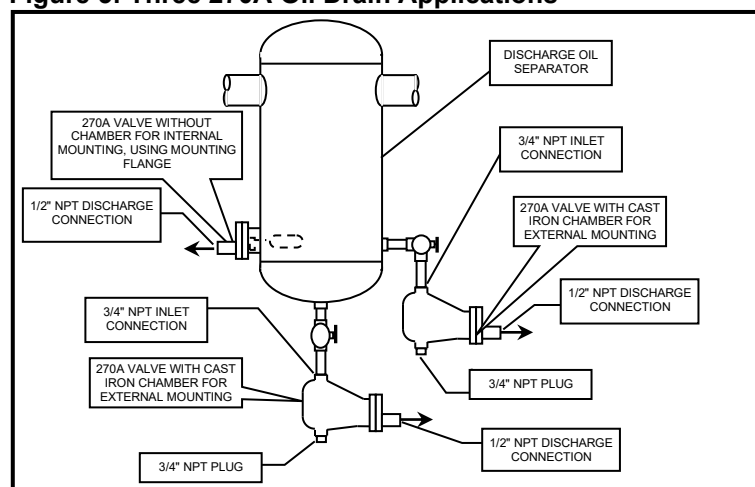 Figure 3. Three 270A Oil Drain Applications
DISCHARGE OIL
SEPARATOR
270A VALVE WITHOUT
CHAMBER FOR INTERNAL
MOUNTING, USING MOUNTING
FLANGE
3/4" NPT INLET
CONNECTION
1/2" NPT DISCHARGE
CONNECTION
270A VALVE WITH CAST
IRON CHAMBER FOR
EXTERNAL MOUNTING
1/2" NPT DISCHARGE
CONNECTION
3/4" NPT INLET
CONNECTION
270A VALVE WITH CAST
IRON CHAMBER FOR
EXTERNAL MOUNTING
3/4" NPT PLUG
1/2" NPT DISCHARGE
CONNECTION
3/4" NPT PLUG